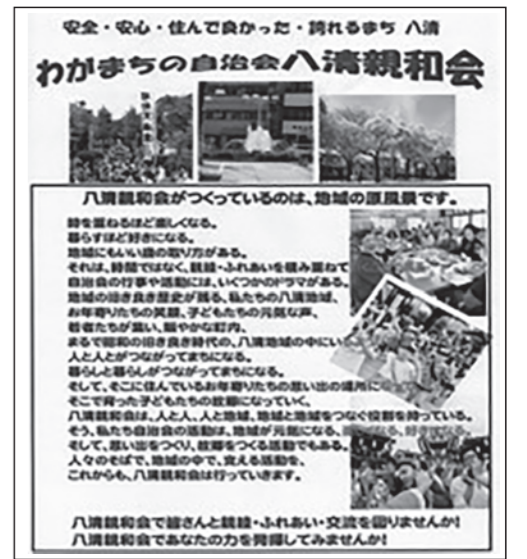 安全・安心・住んで良かった・誇れるまち 八清
わがまちの自治会八清親和会
八清親和会がつくっているのは、地域の原風景です。
時を重ねるほど楽しくなる。
暮らすほど好きになる。
地域にもいい歳の取り方がある。
それは、時間ではなく、親睦・ふれあいを積み重ねて
自治会の行事や活動には、いくつかのドラマがある。
地域の旧き良き歴史が残る、私たちの八清地域、
お年寄りたちの笑顔、子どもたちの元気な声、
若者たちが集い、賑やかな町内、
まるで昭和の旧き良き時代の、八清地域の中にいる
人と人とがつながってまちになる。
暮らしと暮らしがつながってまちになる。
そして、そこに住んでいるお年寄りたちの思い出の場所に
そこで育った子どもたちの故郷になっていく。
八清親和会は、人と人、人と地域、地域と地域をつなぐ役割を持っている。
そう、私たち自治会の活動は、地域が元気になる、
そして、思い出をつくり、故郷をつくる活動でもある。
人々のそばで、地域の中で、見える活動を、
これからも、八清親和会は行っていきます。
八清親和会で皆さんと親睦・ふれあい・交流を図りませんか!
八清親和会であなたの力を発揮してみませんか!